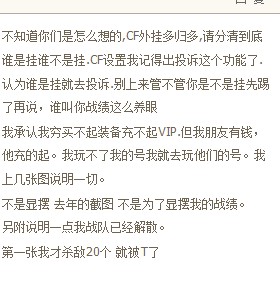 不知道你们是怎么想的,CF外挂多归多,请分清到底
谁是挂谁不是挂.CF设置我记得出投诉这个功能了.
认为谁是挂就去投诉.别上来管不管你是不是挂先踢
了再说，谁叫你战绩这么养眼
我承认我穷买不起装备充不起VIP.但我朋友有钱，
他充的起。我玩不了我的号我就去玩他们的号。我
上几张图说明一切。
不是显摆 去年的截图 不是为了显摆我的战绩。
另附说明一点我战队已经解散。
第一张我才杀敌20个 就被T了